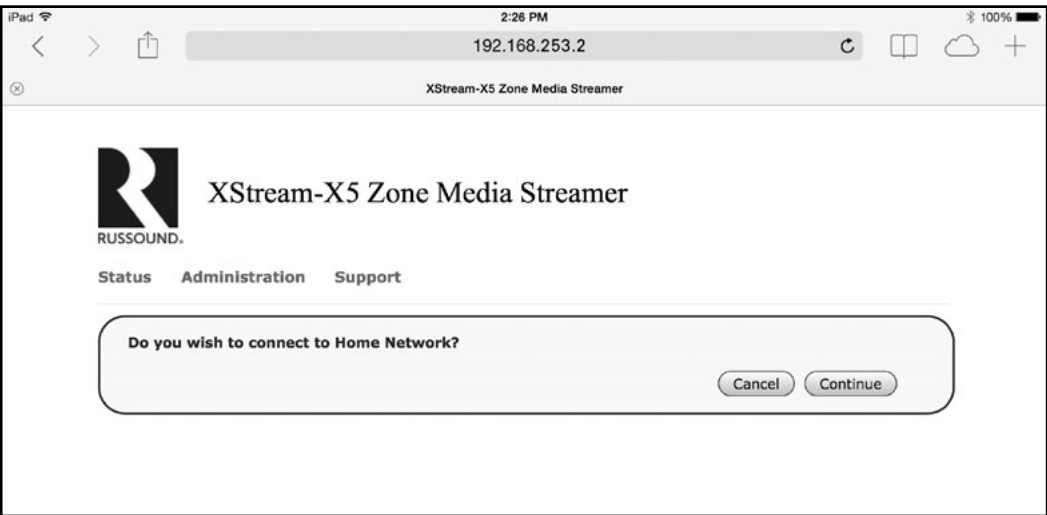 iPad 2:26 PM 100%
192.168.253.2
XStream-X5 Zone Media Streamer
XStream-X5 Zone Media Streamer
RUSSOUND®
Status Administration Support
Do you wish to connect to Home Network?
Cancel Continue